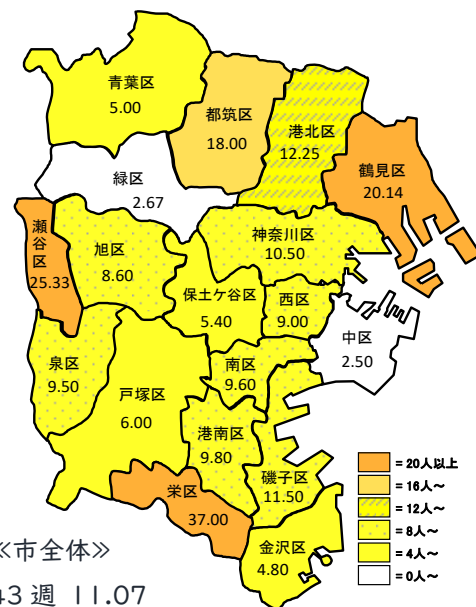 青葉区
5.00
都筑区
18.00
港北区
12.25
鶴見区
20.14
緑区
2.67
瀬谷区
25.33
旭区
8.60
神奈川区
10.50
保土ケ谷区
5.40
西区
9.00
中区
2.50
泉区
9.50
戸塚区
6.00
南区
9.60
港南区
9.80
磯子区
11.50
栄区
37.00
金沢区
4.80
= 20人以上
= 16人~
= 12人~
= 8人~
= 4人~
= 0人~
≪市全体≫
43 週 11.07